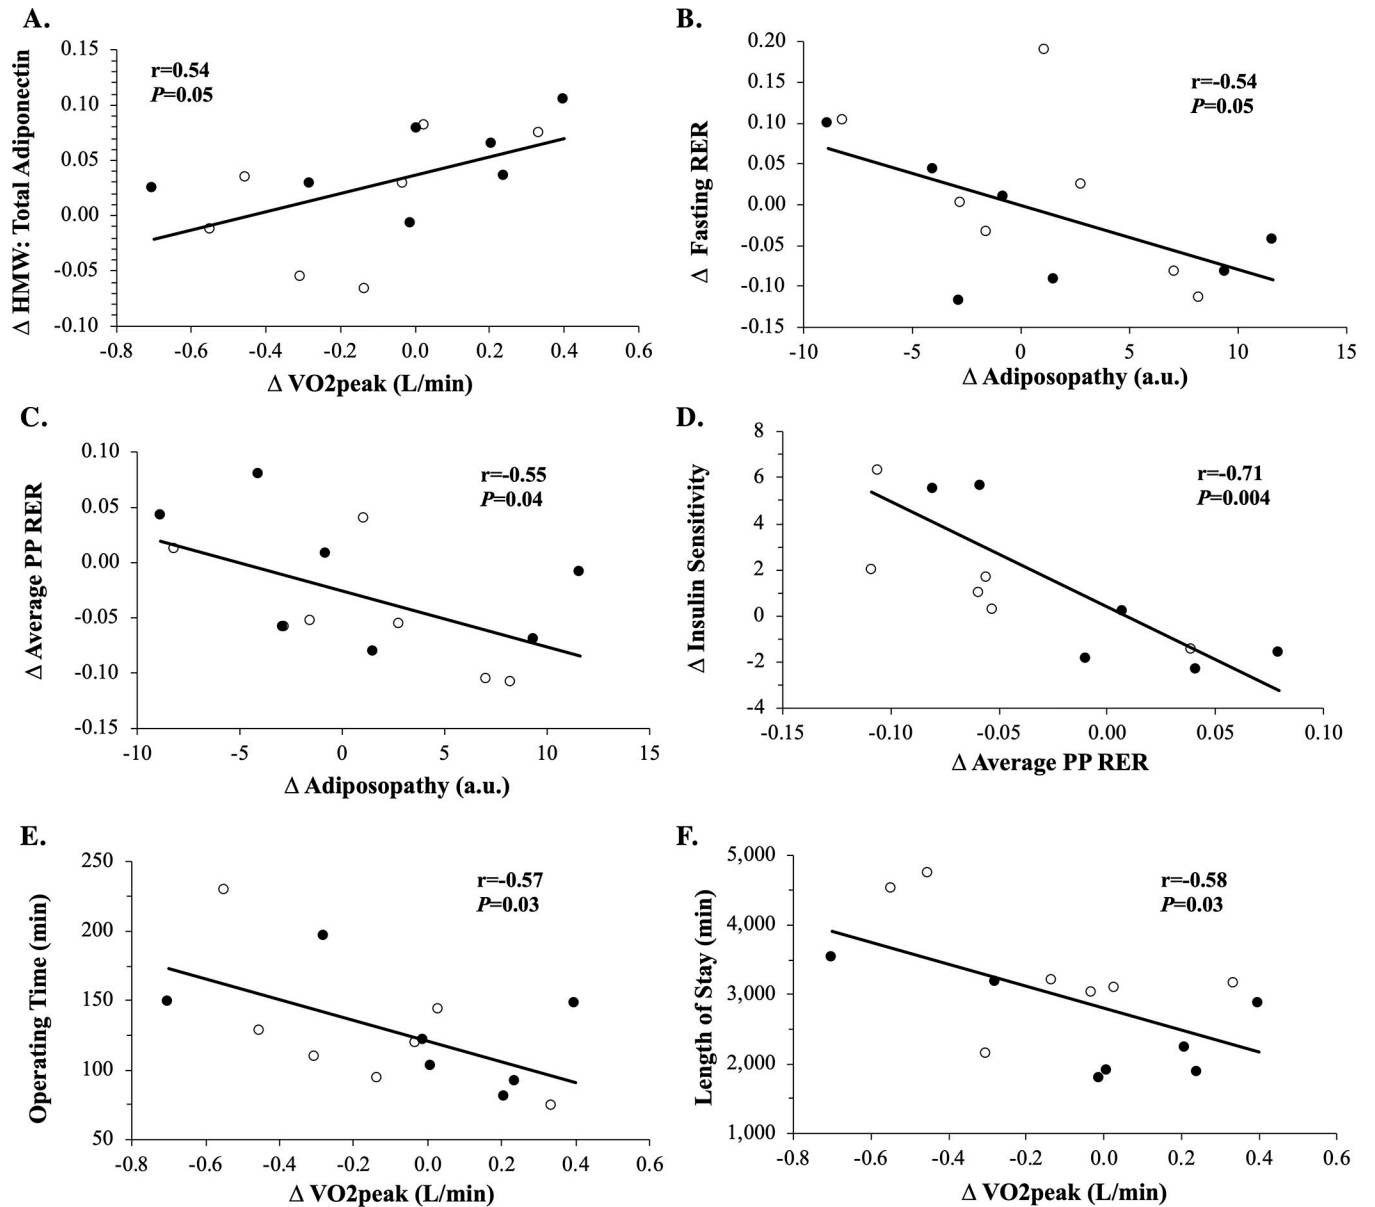 A.
Δ HMW: Total Adiponectin
0.15
0.10
0.05
0.00
-0.05
-0.10
r=0.54
P=0.05
-0.8 -0.6 -0.4 -0.2 0.0 0.2 0.4 0.6
Δ VO2peak (L/min)
B.
Δ Fasting RER
0.20
0.15
0.10
0.05
0.00
-0.05
-0.10
-0.15
r=-0.54
P=0.05
-10 -5 0 5 10 15
Δ Adiposopathy (a.u.)
C.
Δ Average PP RER
0.10
0.05
0.00
-0.05
-0.10
-0.15
r=-0.55
P=0.04
-10 -5 0 5 10 15
Δ Adiposopathy (a.u.)
D.
Δ Insulin Sensitivity
8
6
4
2
0
-2
-4
r=-0.71
P=0.004
-0.15 -0.10 -0.05 0.00 0.05 0.10
Δ Average PP RER
E.
Operating Time (min)
250
200
150
100
50
r=-0.57
P=0.03
-0.8 -0.6 -0.4 -0.2 0.0 0.2 0.4 0.6
Δ VO2peak (L/min)
F.
Length of Stay (min)
5,000
4,000
3,000
2,000
1,000
r=-0.58
P=0.03
-0.8 -0.6 -0.4 -0.2 0.0 0.2 0.4 0.6
Δ VO2peak (L/min)